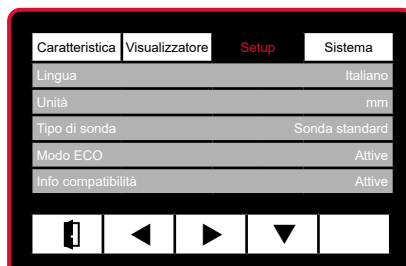 Caratteristica Visualizzatore Setup Sistema
Lingua Italiano
Unità mm
Tipo di sonda Sonda standard
Modo ECO Attive
Info compatibilità Attive